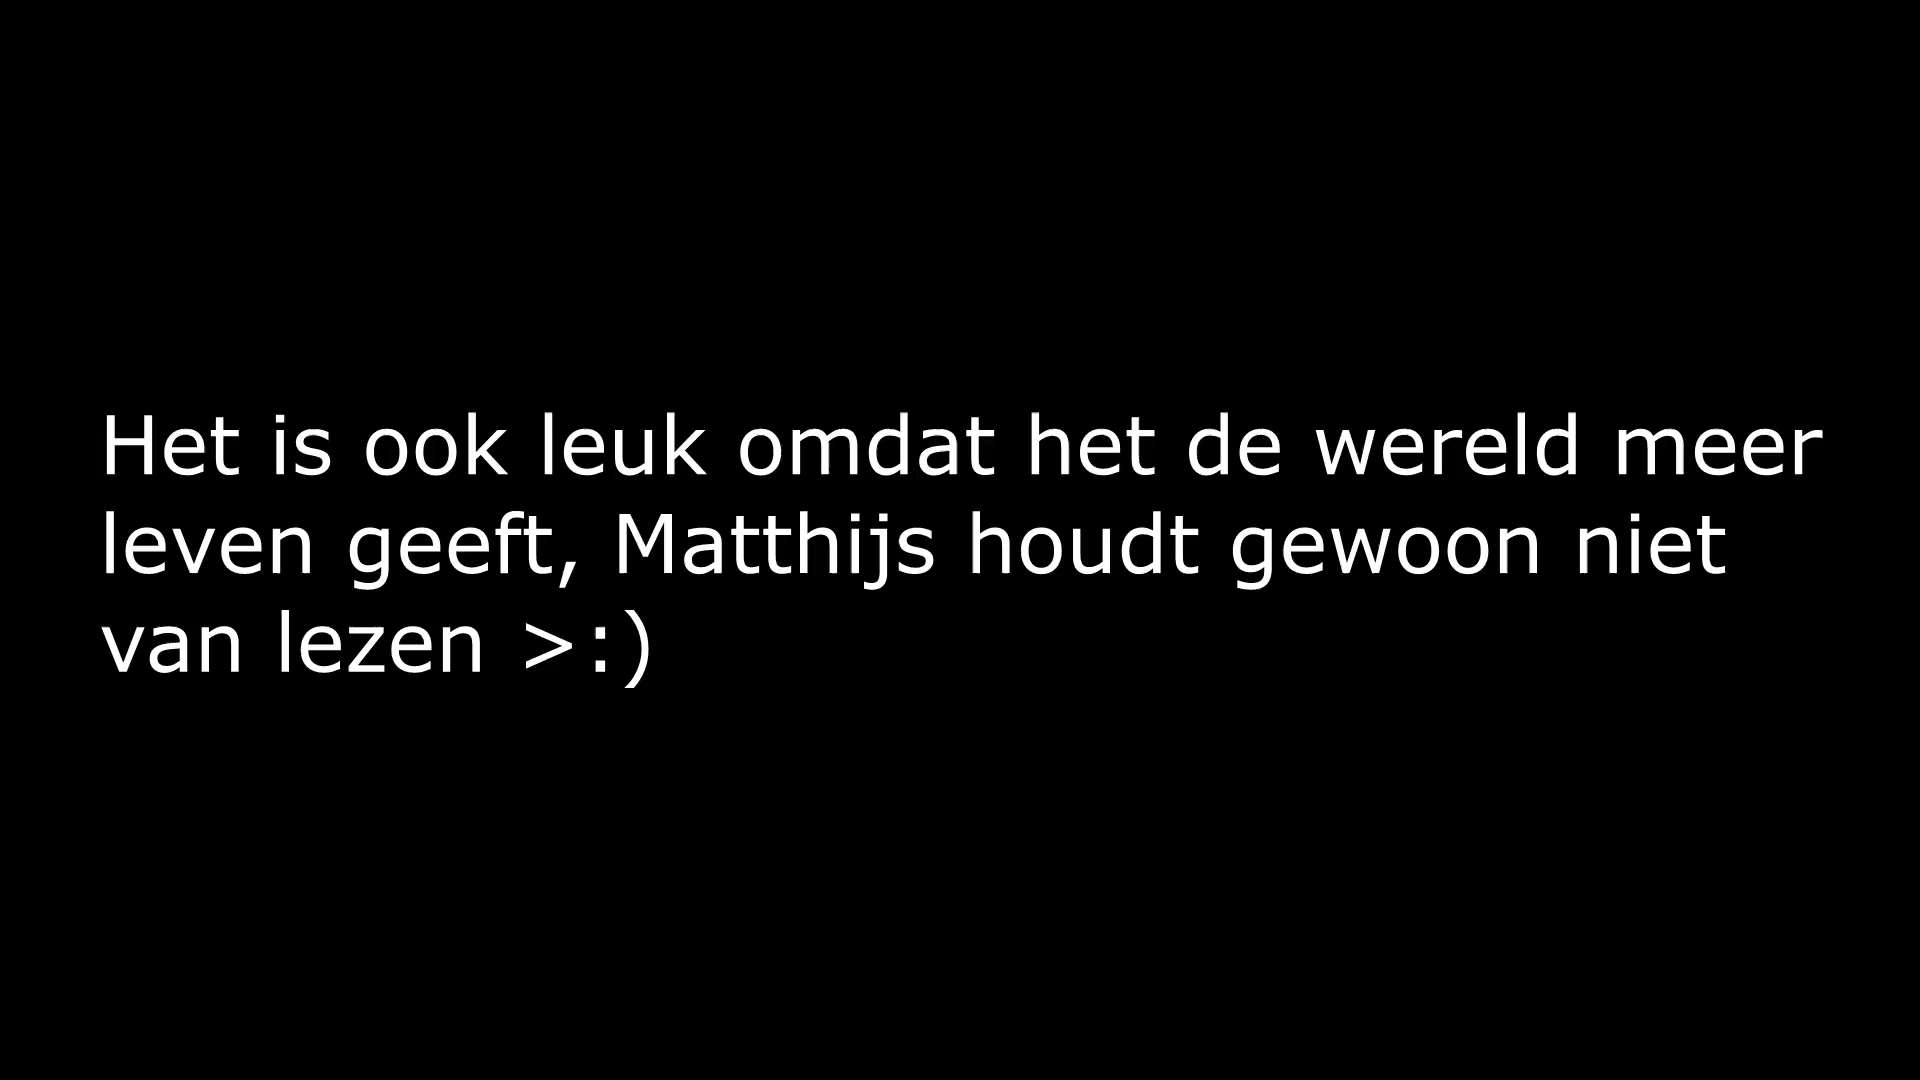 Het is ook leuk omdat het de wereld meer
leven geeft, Matthijs houdt gewoon niet
van lezen >:)